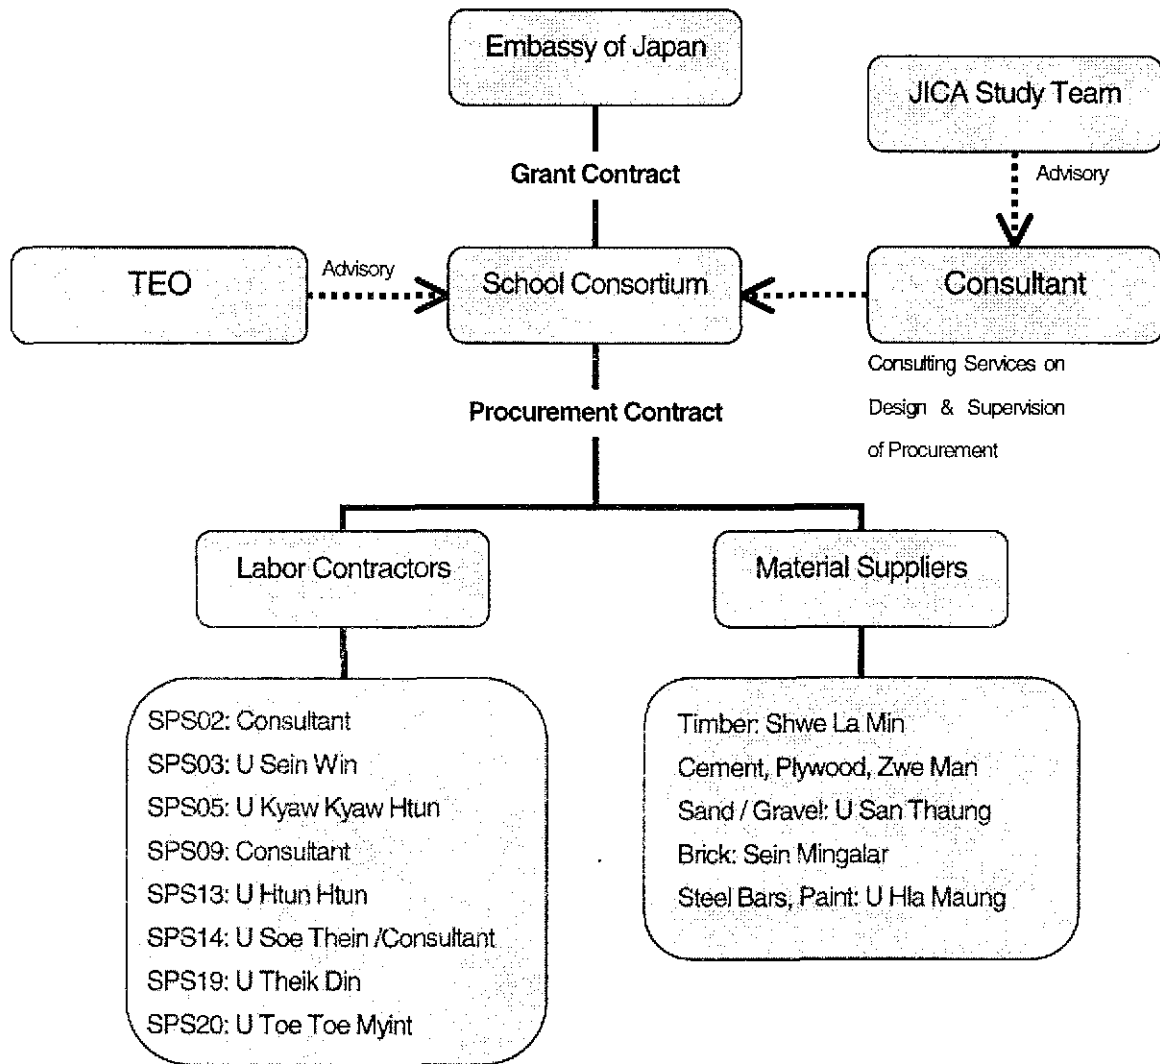 Embassy of Japan
JICA Study Team
Grant Contract
Advisory
TEO
Advisory
School Consortium
Consultant
Consulting Services on
Design & Supervision
of Procurement
Procurement Contract
Labor Contractors
Material Suppliers
SPS02: Consultant
SPS03: U Sein Win
SPS05: U Kyaw Kyaw Htun
SPS09: Consultant
SPS13: U Htun Htun
SPS14: U Soe Thein /Consultant
SPS19: U Theik Din
SPS20: U Toe Toe Myint
Timber: Shwe La Min
Cement, Plywood, Zwe Man
Sand / Gravel: U San Thaung
Brick: Sein Mingalar
Steel Bars, Paint: U Hla Maung